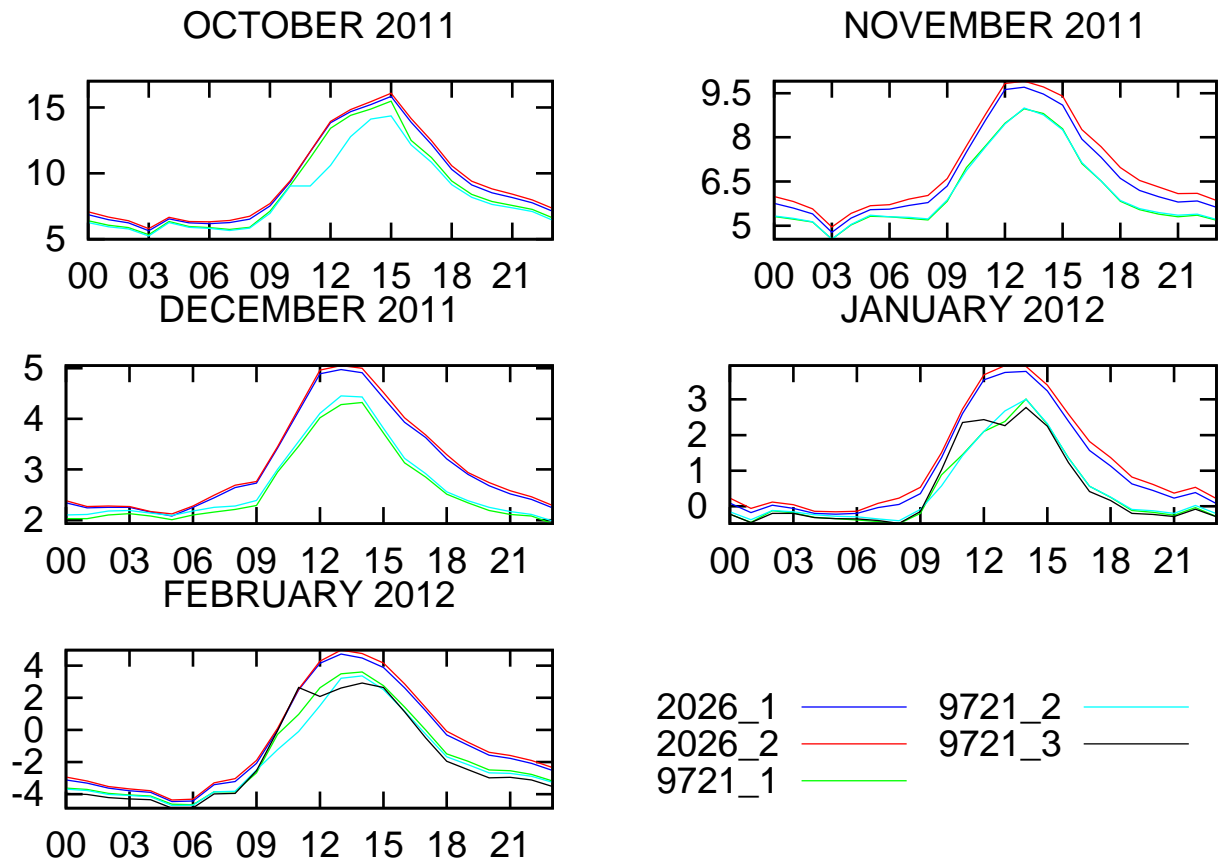 OCTOBER 2011
15
10
5
00 03 06 09 12 15 18 21
NOVEMBER 2011
9.5
8
6.5
5
00 03 06 09 12 15 18 21
DECEMBER 2011
5
4
3
2
00 03 06 09 12 15 18 21
JANUARY 2012
3
2
1
0
00 03 06 09 12 15 18 21
FEBRUARY 2012
4
2
0
-2
-4
00 03 06 09 12 15 18 21
2026_1
2026_2
9721_1
9721_2
9721_3